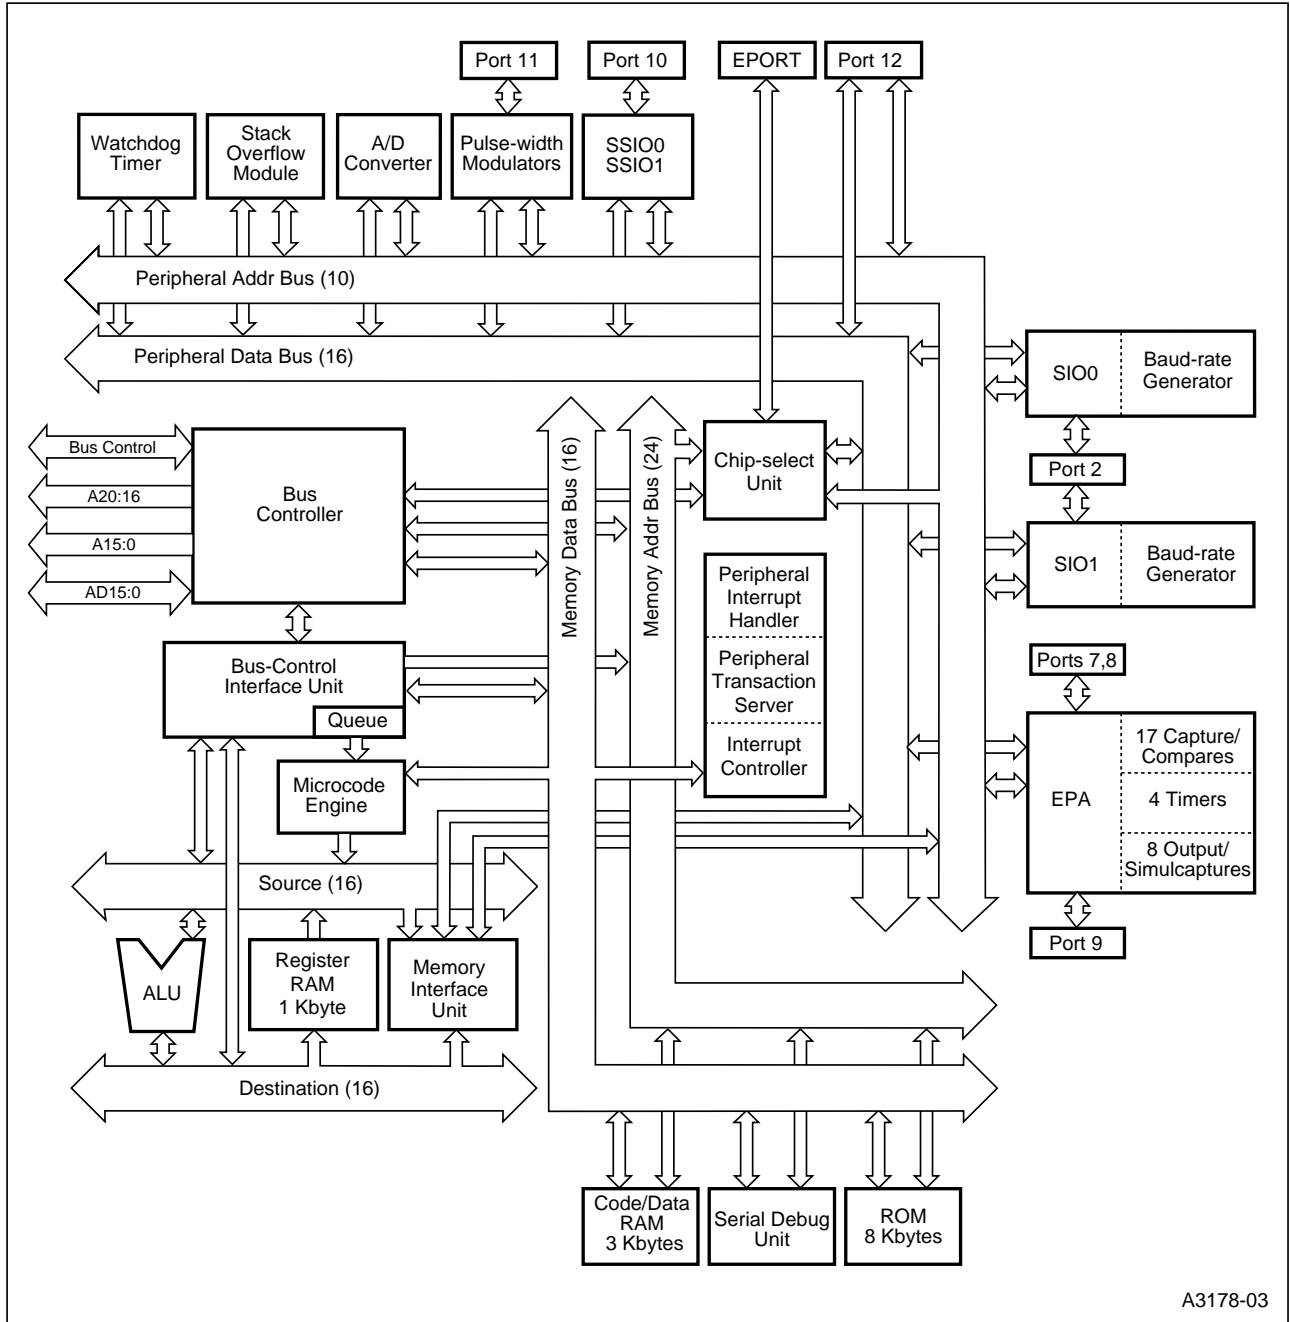 Port 11
Port 10
EPORT
Port 12
Watchdog
Timer
Stack
Overflow
Module
A/D
Converter
Pulse-width
Modulators
SSIO0
SSIO1
Peripheral Addr Bus (10)
Peripheral Data Bus (16)
SIO0
Baud-rate
Generator
Port 2
SIO1
Baud-rate
Generator
Bus Control
A20:16
A15:0
AD15:0
Bus
Controller
Memory Data Bus (16)
Memory Addr Bus (24)
Chip-select
Unit
Peripheral
Interrupt
Handler
Peripheral
Transaction
Server
Interrupt
Controller
Bus-Control
Interface Unit
Queue
Microcode
Engine
Ports 7,8
EPA
17 Capture/
Compares
4 Timers
8 Output/
Simulcaptures
Port 9
Source (16)
ALU
Register
RAM
1 Kbyte
Memory
Interface
Unit
Destination (16)
Code/Data
RAM
3 Kbytes
Serial Debug
Unit
ROM
8 Kbytes
A3178-03